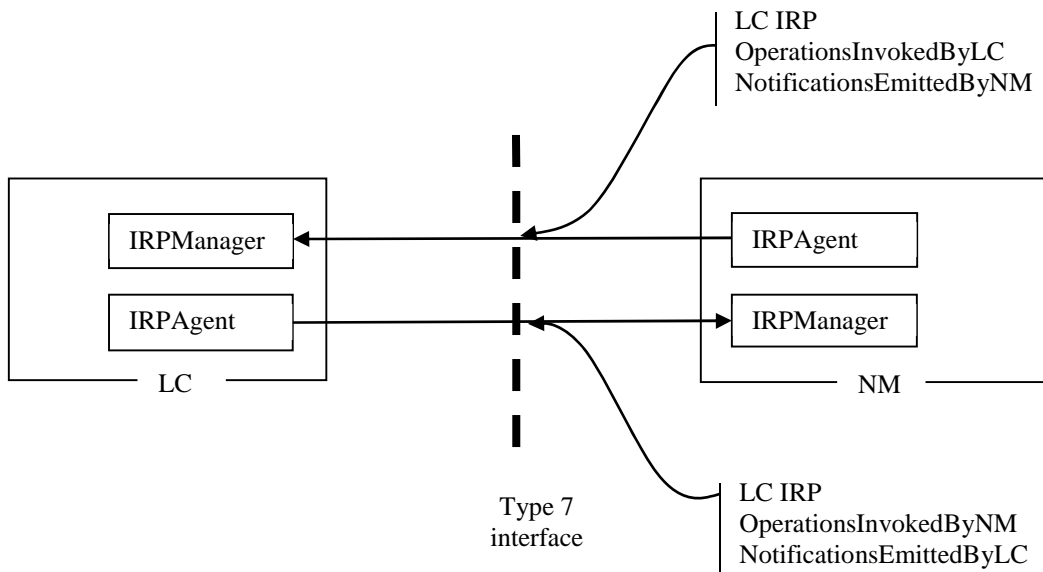 LC IRP
OperationsInvokedByLC
NotificationsEmittedByNM
IRPManager
IRPAgent
IRPAgent
IRPManager
LC
NM
Type 7
interface
LC IRP
OperationsInvokedByNM
NotificationsEmittedByLC